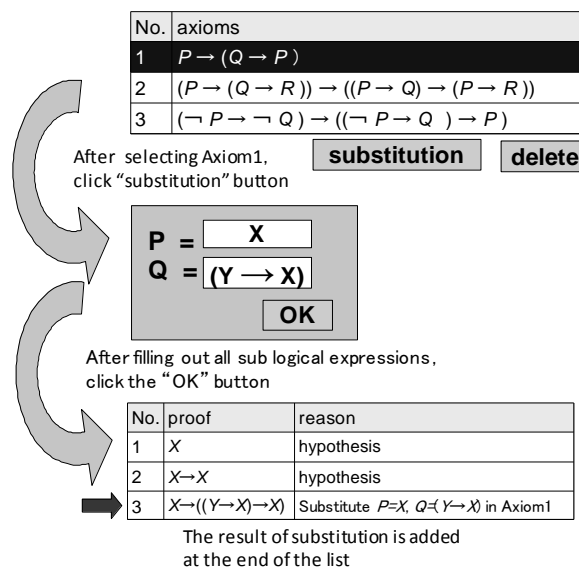 No. axioms
1 P → (Q → P )
2 (P → (Q → R )) → ((P → Q) → (P → R ))
3 (¬ P → ¬ Q ) → ((¬ P → Q ) → P )
After selecting Axiom1,
click "substitution" button
substitution delete
P = X
Q = (Y → X)
OK
After filling out all sub logical expressions,
click the "OK" button
No. proof reason
1 X hypothesis
2 X→X hypothesis
3 X→((Y→X)→X) Substitute P=X, Q=(Y→X) in Axiom1
The result of substitution is added
at the end of the list